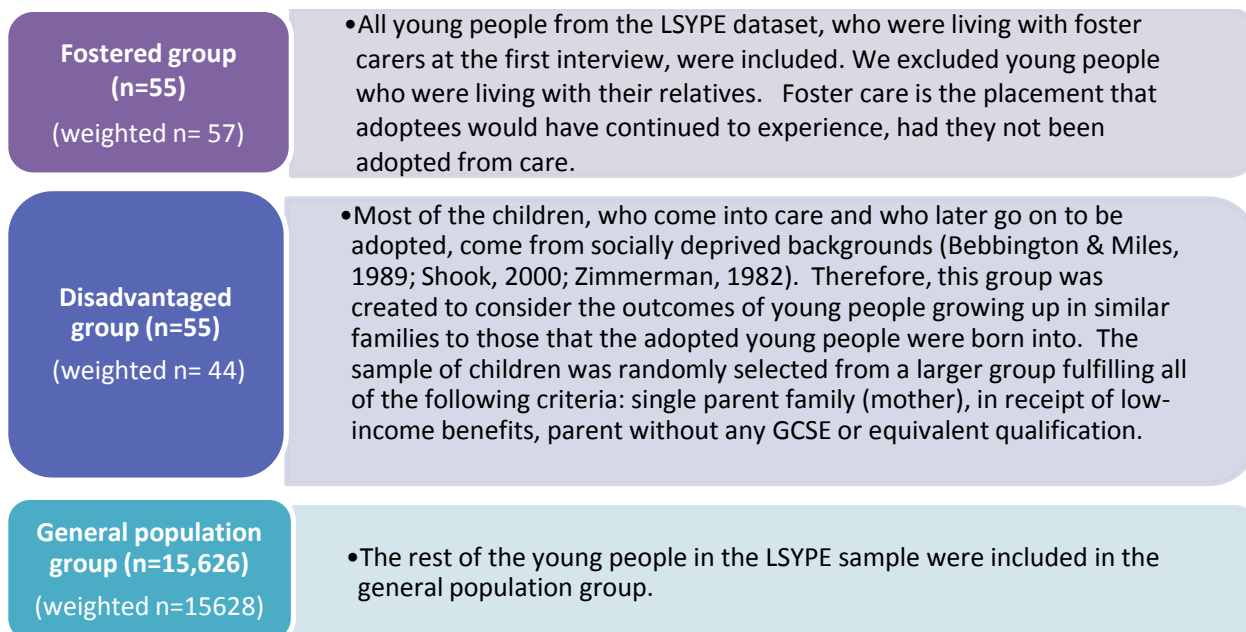 Fostered group
(n=55)
(weighted n= 57)
•All young people from the LSYPE dataset, who were living with foster
carers at the first interview, were included. We excluded young people
who were living with their relatives.   Foster care is the placement that
adoptees would have continued to experience, had they not been
adopted from care.
Disadvantaged
group (n=55)
(weighted n= 44)
•Most of the children, who come into care and who later go on to be
adopted, come from socially deprived backgrounds (Bebbington & Miles,
1989; Shook, 2000; Zimmerman, 1982).  Therefore, this group was
created to consider the outcomes of young people growing up in similar
families to those that the adopted young people were born into.  The
sample of children was randomly selected from a larger group fulfilling all
of the following criteria: single parent family (mother), in receipt of low-
income benefits, parent without any GCSE or equivalent qualification.
General population
group (n=15,626)
(weighted n=15628)
•The rest of the young people in the LSYPE sample were included in the
general population group.